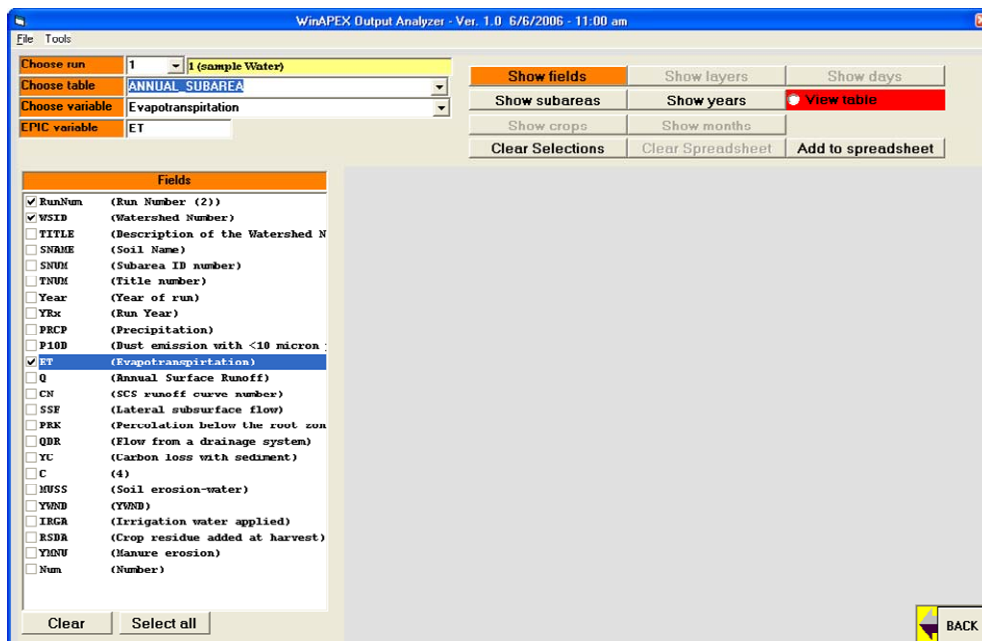 WinAPEX Output Analyzer - Ver. 1.0 6/6/2006 - 11:00 am
File Tools
Choose run 1 1 (sample Water)
Choose table ANNUAL_SUBAREA
Choose variable Evapotranspirtation
EPIC variable ET
Show fields Show layers Show days
Show subareas Show years View table
Show crops Show months
Clear Selections Clear Spreadsheet Add to spreadsheet
Fields
RunNum (Run Number (2))
WSID (Watershed Number)
TITLE (Description of the Watershed N
SNAME (Soil Name)
SNUM (Subarea ID number)
TNUM (Title number)
Year (Year of run)
YRx (Run Year)
PRCP (Precipitation)
P10D (Dust emission with <10 micron
ET (Evapotranspirtation)
Q (Annual Surface Runoff)
CN (SCS runoff curve number)
SSF (Lateral subsurface flow)
PRK (Percolation below the root zon
QDR (Flow from a drainage system)
YC (Carbon loss with sediment)
C (4)
MUSS (Soil erosion-water)
YWND (YWND)
IRGA (Irrigation water applied)
RSDA (Crop residue added at harvest)
YMNU (Manure erosion)
Num (Number)
Clear Select all
BACK